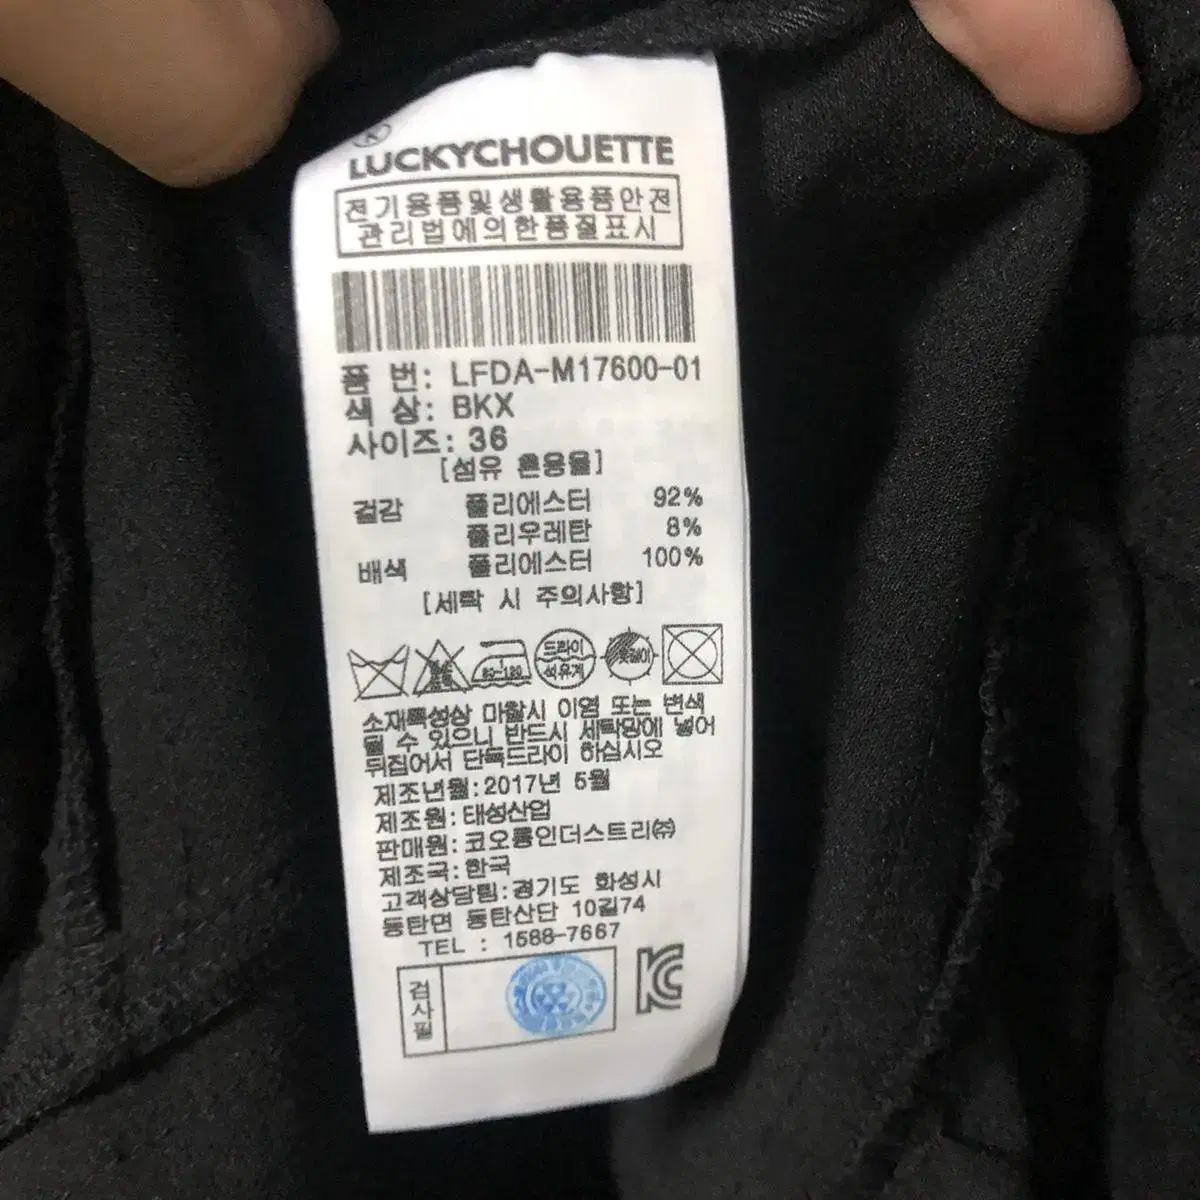 LUCKYCHOUETTE
전기용품및생활용품안전
관리법에의한품질표시
품 번: LFDA-M17600-01
색 상: BKX
사이즈: 36
[섬유 혼용율]
겉감 폴리에스터 92%
폴리우레탄 8%
배색 폴리에스터 100%
[세탁 시 주의사항]
80-120 드라이 석유계 옷걸이
소재특성상 마찰시 이염 또는 변색
될 수 있으니 반드시 세탁망에 넣어
뒤집어서 단독드라이 하십시오
제조년월:2017년 5월
제조원:태성산업
판매원:코오롱인더스트리㈜
제조국:한국
고객상담팀:경기도 화성시
동탄면 동탄산단 10길74
TEL : 1588-7667
검사필
KC